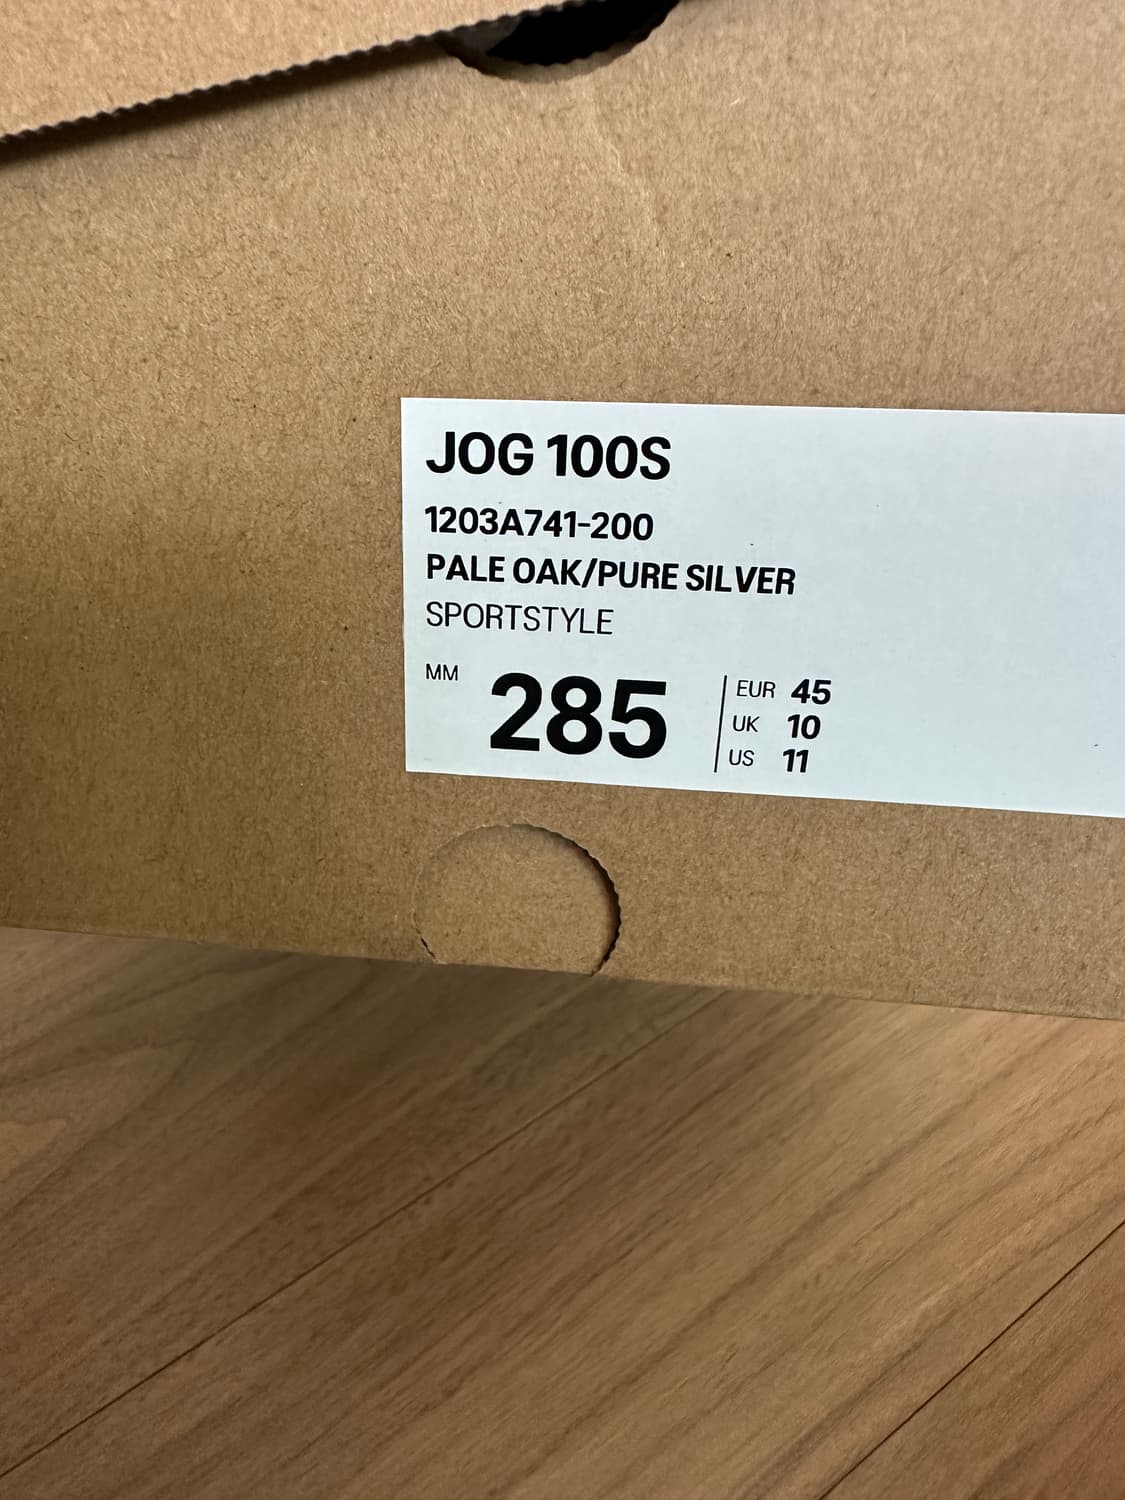 JOG 100S
1203A741-200
PALE OAK/PURE SILVER
SPORTSTYLE
MM 285
EUR 45
UK 10
US 11